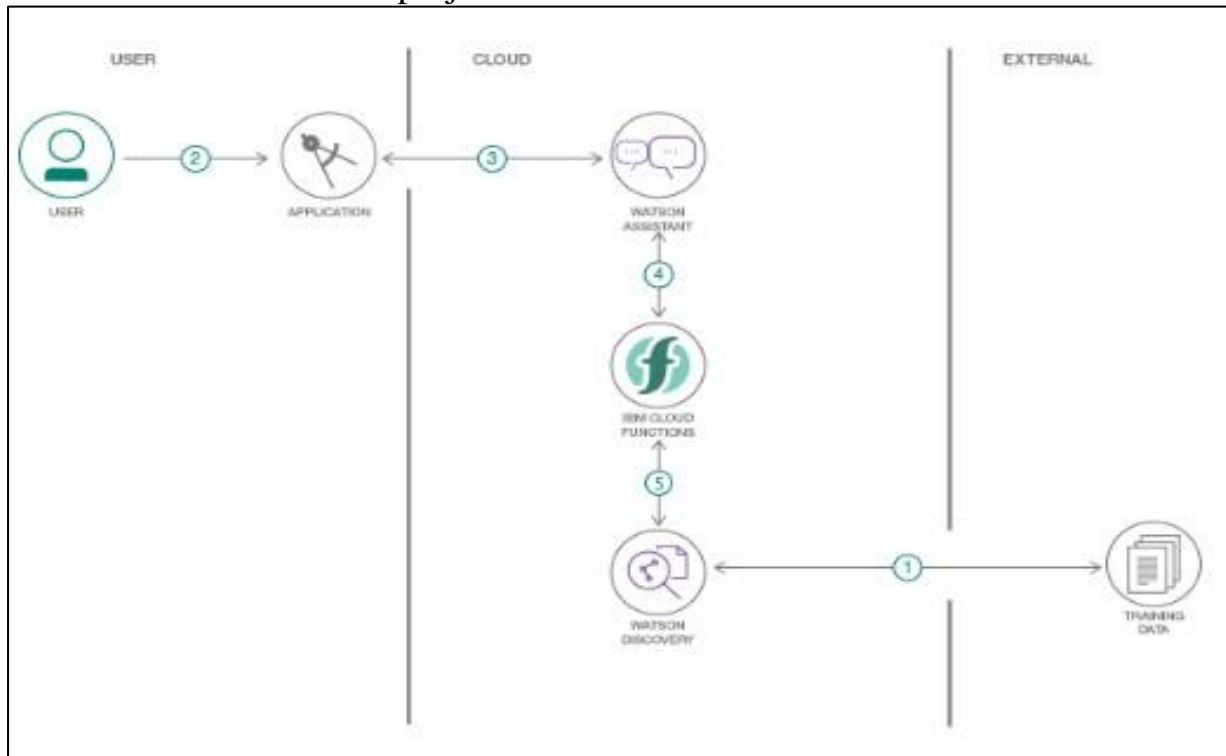 USER
CLOUD
EXTERNAL
2
3
USER
APPLICATION
WATSON
ASSISTANT
4
IBM CLOUD
FUNCTIONS
5
1
WATSON
DISCOVERY
TRAINING
DATA